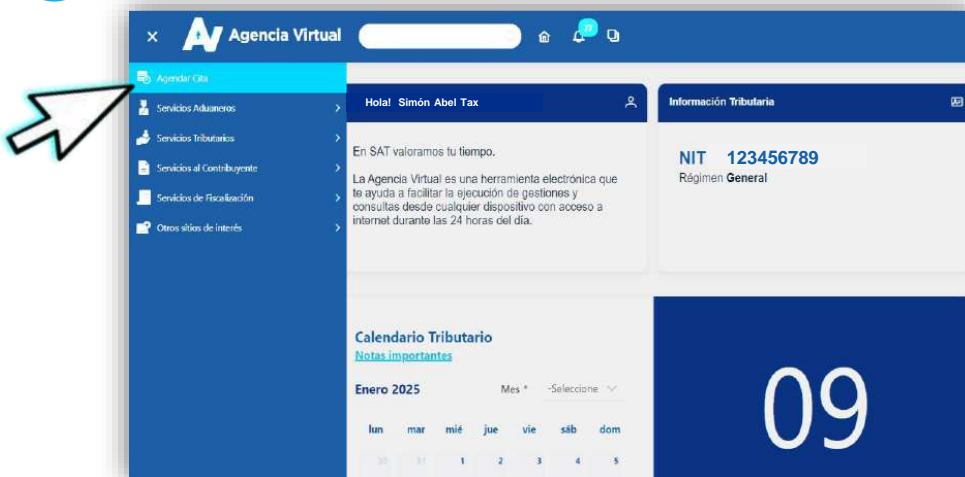 Agencia Virtual
Agendar Cita
Servicios Aduaneros
Servicios Tributarios
Servicios al Contribuyente
Servicios de Fiscalización
Otros sitios de interés
Hola! Simón Abel Tax
En SAT valoramos tu tiempo.
La Agencia Virtual es una herramienta electrónica que
te ayuda a facilitar la ejecución de gestiones y
consultas desde cualquier dispositivo con acceso a
internet durante las 24 horas del día.
Información Tributaria
NIT 123456789
Régimen General
Calendario Tributario
Notas importantes
Enero 2025 Mes * -Seleccione
lun mar mié jue vie sáb dom
30 31 1 2 3 4 5
09